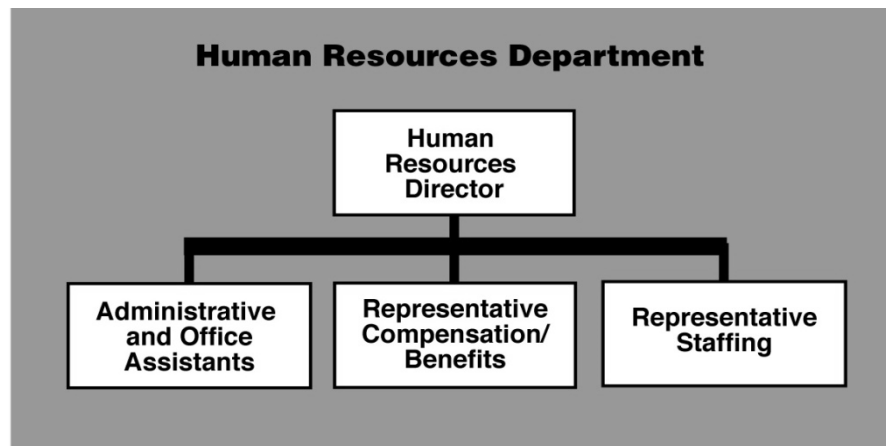 Human Resources Department
Human
Resources
Director
Administrative
and Office
Assistants
Representative
Compensation/
Benefits
Representative
Staffing